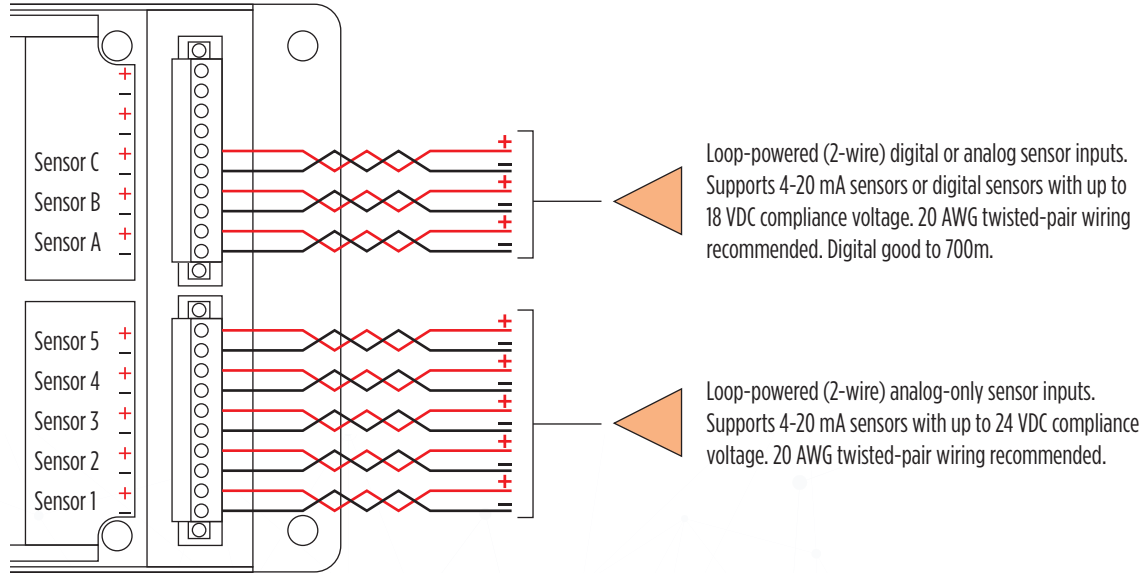 +
−
+
−
Sensor C + −
Sensor B + −
Sensor A + −
+ −
+ −
+ −
Loop-powered (2-wire) digital or analog sensor inputs.
Supports 4-20 mA sensors or digital sensors with up to
18 VDC compliance voltage. 20 AWG twisted-pair wiring
recommended. Digital good to 700m.
Sensor 5 + −
Sensor 4 + −
Sensor 3 + −
Sensor 2 + −
Sensor 1 + −
+ −
+ −
+ −
+ −
+ −
Loop-powered (2-wire) analog-only sensor inputs.
Supports 4-20 mA sensors with up to 24 VDC compliance
voltage. 20 AWG twisted-pair wiring recommended.